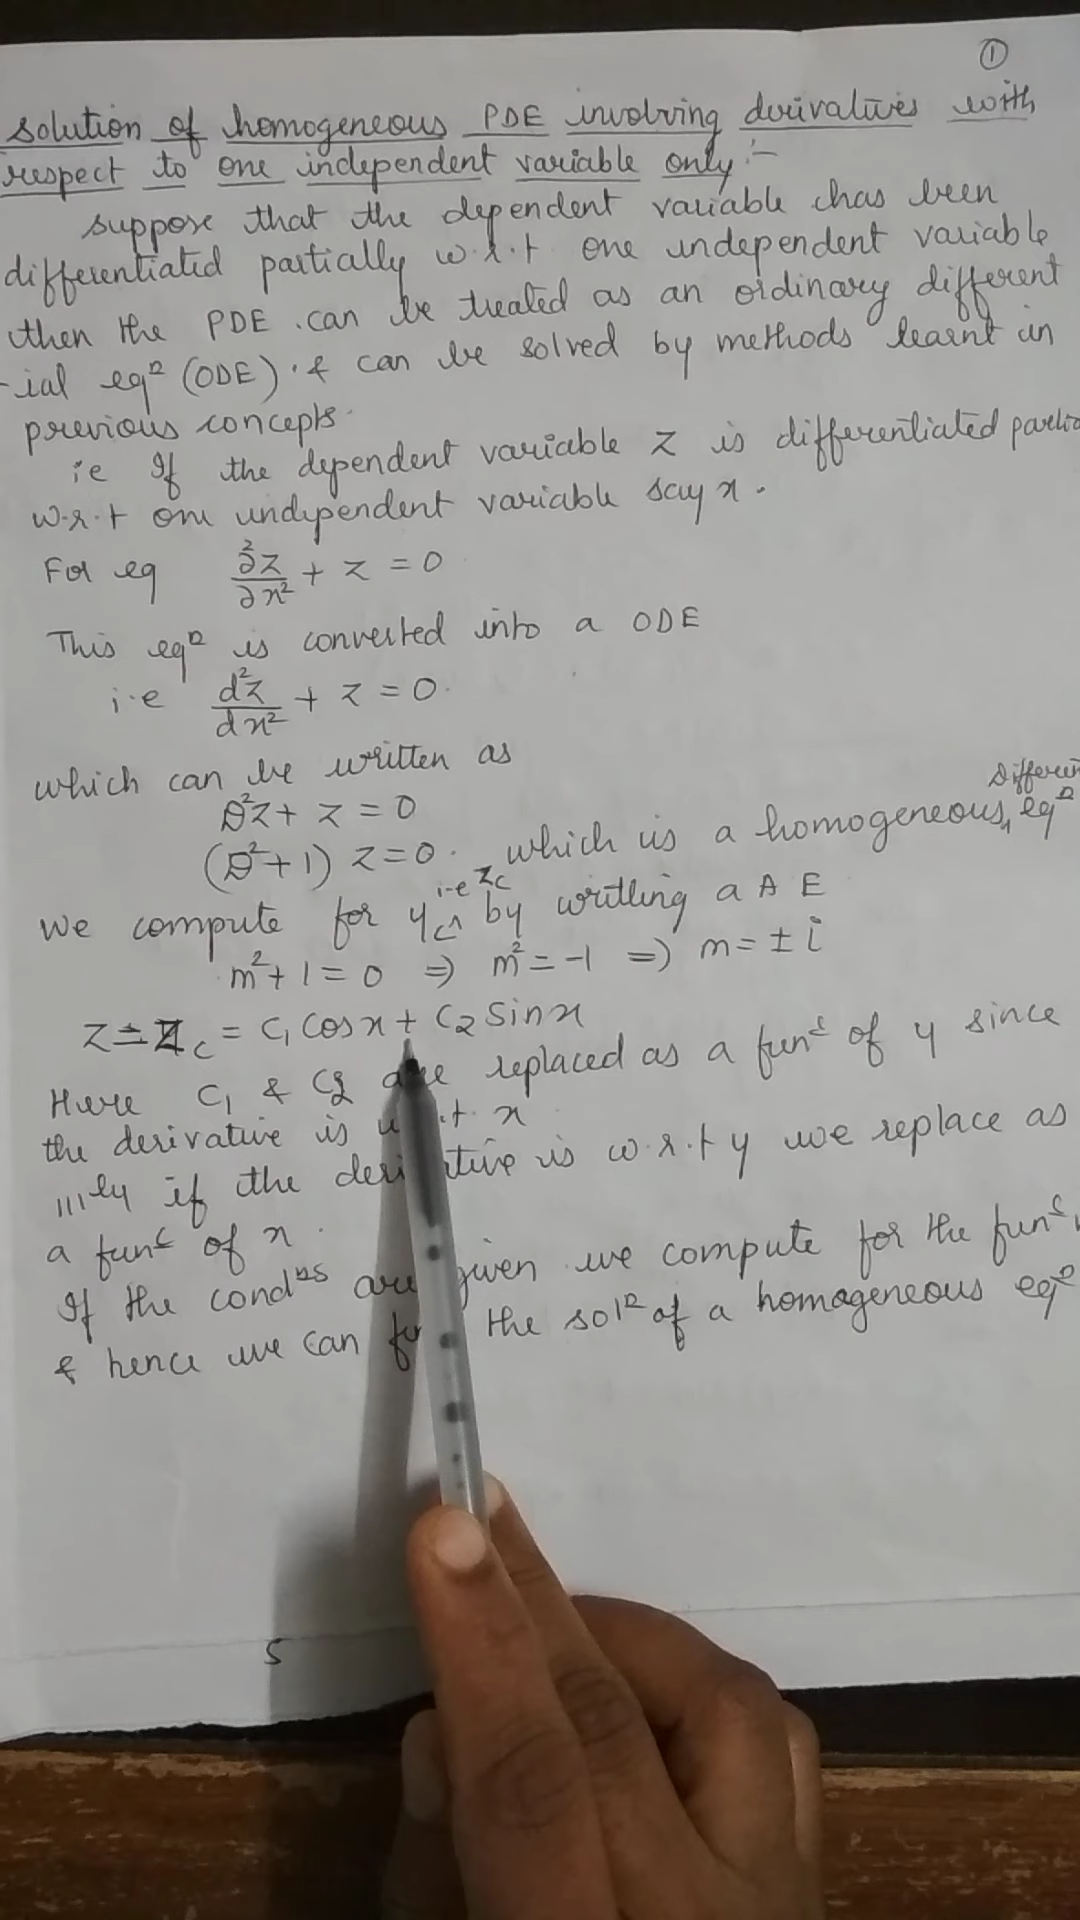 ①
solution of homogeneous PDE involving derivatives with
respect to one independent variable only :-
suppose that the dependent variable has been
differentiated partially w.r.t one independent variable
then the PDE can be treated as an ordinary different
-ial eqⁿ (ODE) & can be solved by methods learnt in
previous concepts.
ie If the dependent variable z is differentiated
w.r.t one independent variable say x.
For eg ∂²z/∂x² + z = 0
This eqⁿ is converted into a ODE
i.e d²z/dx² + z = 0.
which can be written as
D²z + z = 0
(D²+1) z = 0. which is a homogeneous eqⁿ
We compute for y_c i.e z_c by writting a A E
m²+1 = 0 ⇒ m² = -1 ⇒ m = ± i
z = z_c = C₁ cos x + C₂ sin x
Here C₁ & C₂ are replaced as a funᶜ of y since
the derivative is x
|||ly if the derivative is w.r.t y we replace as
a funᶜ of x.
If the condⁿs are given we compute for the funᶜ
& hence we can the solⁿ of a homogeneous eqⁿ
5